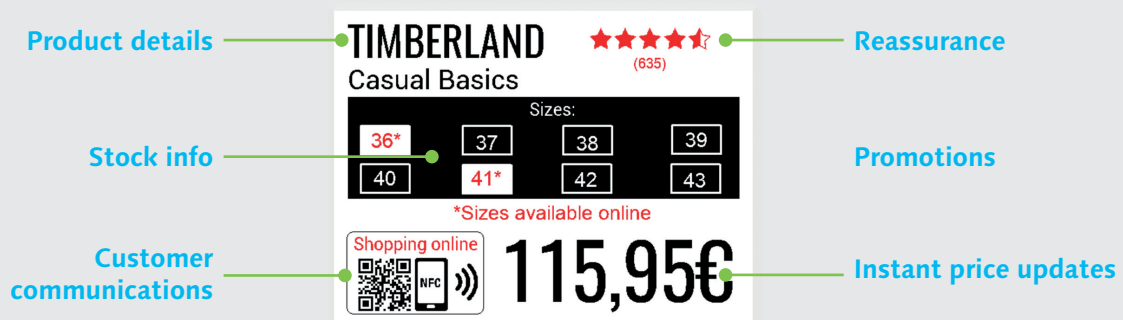 Product details
TIMBERLAND
Casual Basics
(635)
Reassurance
Stock info
Sizes:
36* 37 38 39
40 41* 42 43
*Sizes available online
Promotions
Customer
communications
Shopping online
NFC
115,95€
Instant price updates